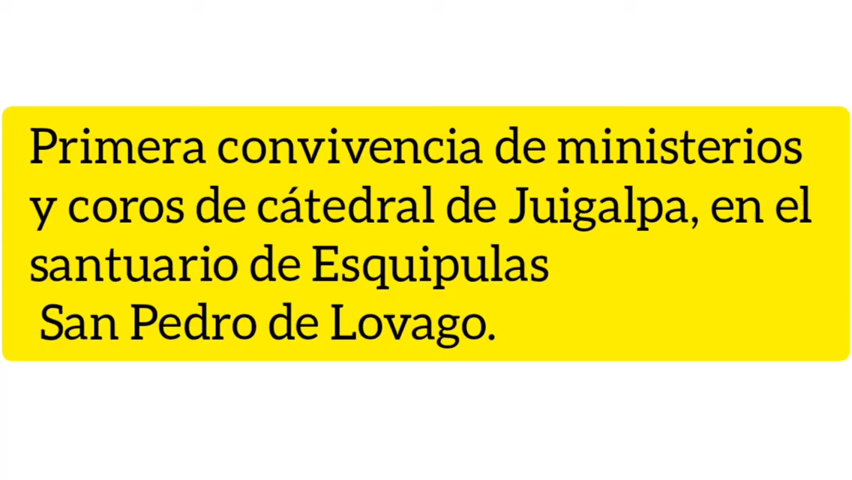 Primera convivencia de ministerios
y coros de cátedral de Juigalpa, en el
santuario de Esquipulas
San Pedro de Lovago.